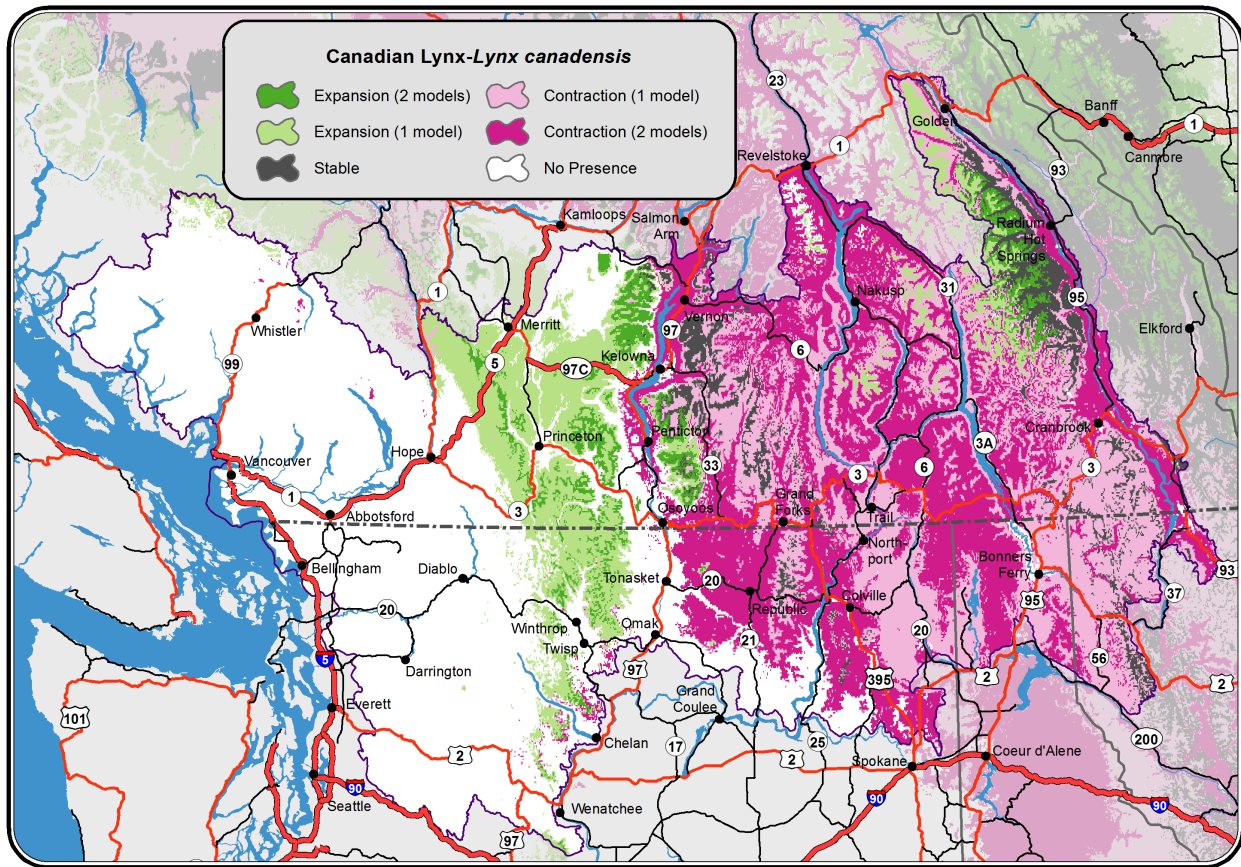 Canadian Lynx-Lynx canadensis
Expansion (2 models)
Contraction (1 model)
Expansion (1 model)
Contraction (2 models)
Stable
No Presence
23
Golden
Banff
1
Canmore
1
Revelstoke
93
Kamloops
Salmon
Arm
Radium
Hot
Springs
1
31
95
Nakusp
Vernon
Whistler
Merritt
97
Elkford
99
5
6
97C
Kelowna
Princeton
Penticton
Cranbrook
3A
Hope
33
3
6
3
Vancouver
1
3
Grand
Forks
Osoyoos
Trail
Abbotsford
North-
port
Bellingham
Diablo
Tonasket
20
Bonners
Ferry
93
20
Republic
Colville
95
37
Winthrop
Omak
21
20
Twisp
5
Darrington
97
395
2
56
2
Everett
Grand
Coulee
101
2
Chelan
17
25
200
2
Spokane
Coeur d'Alene
Seattle
90
90
90
Wenatchee
97